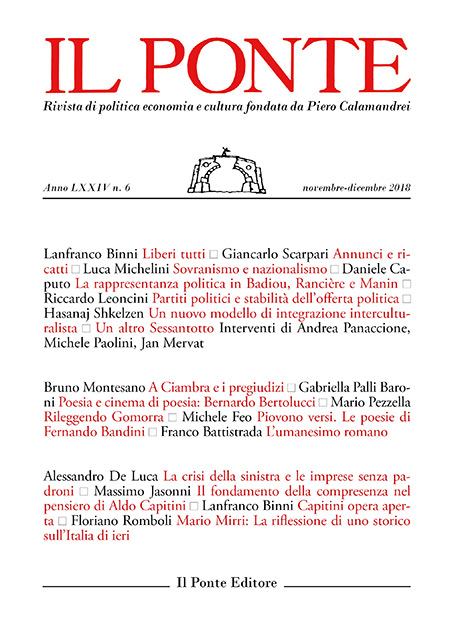 IL PONTE
Rivista di politica economia e cultura fondata da Piero Calamandrei
Anno LXXIV n. 6
novembre-dicembre 2018
Lanfranco Binni Liberi tutti □ Giancarlo Scarpari Annunci e ri-
catti □ Luca Michelini Sovranismo e nazionalismo □ Daniele Ca-
puto La rappresentanza politica in Badiou, Rancière e Manin □
Riccardo Leoncini Partiti politici e stabilità dell'offerta politica □
Hasanaj Shkelzen Un nuovo modello di integrazione intercultu-
ralista □ Un altro Sessantotto Interventi di Andrea Panaccione,
Michele Paolini, Jan Mervat
Bruno Montesano A Ciambra e i pregiudizi □ Gabriella Palli Baro-
ni Poesia e cinema di poesia: Bernardo Bertolucci □ Mario Pezzella
Rileggendo Gomorra □ Michele Feo Piovono versi. Le poesie di
Fernando Bandini □ Franco Battistrada L'umanesimo romano
Alessandro De Luca La crisi della sinistra e le imprese senza pa-
droni □ Massimo Jasonni Il fondamento della compresenza nel
pensiero di Aldo Capitini □ Lanfranco Binni Capitini opera aper-
ta □ Floriano Romboli Mario Mirri: La riflessione di uno storico
sull'Italia di ieri
Il Ponte Editore